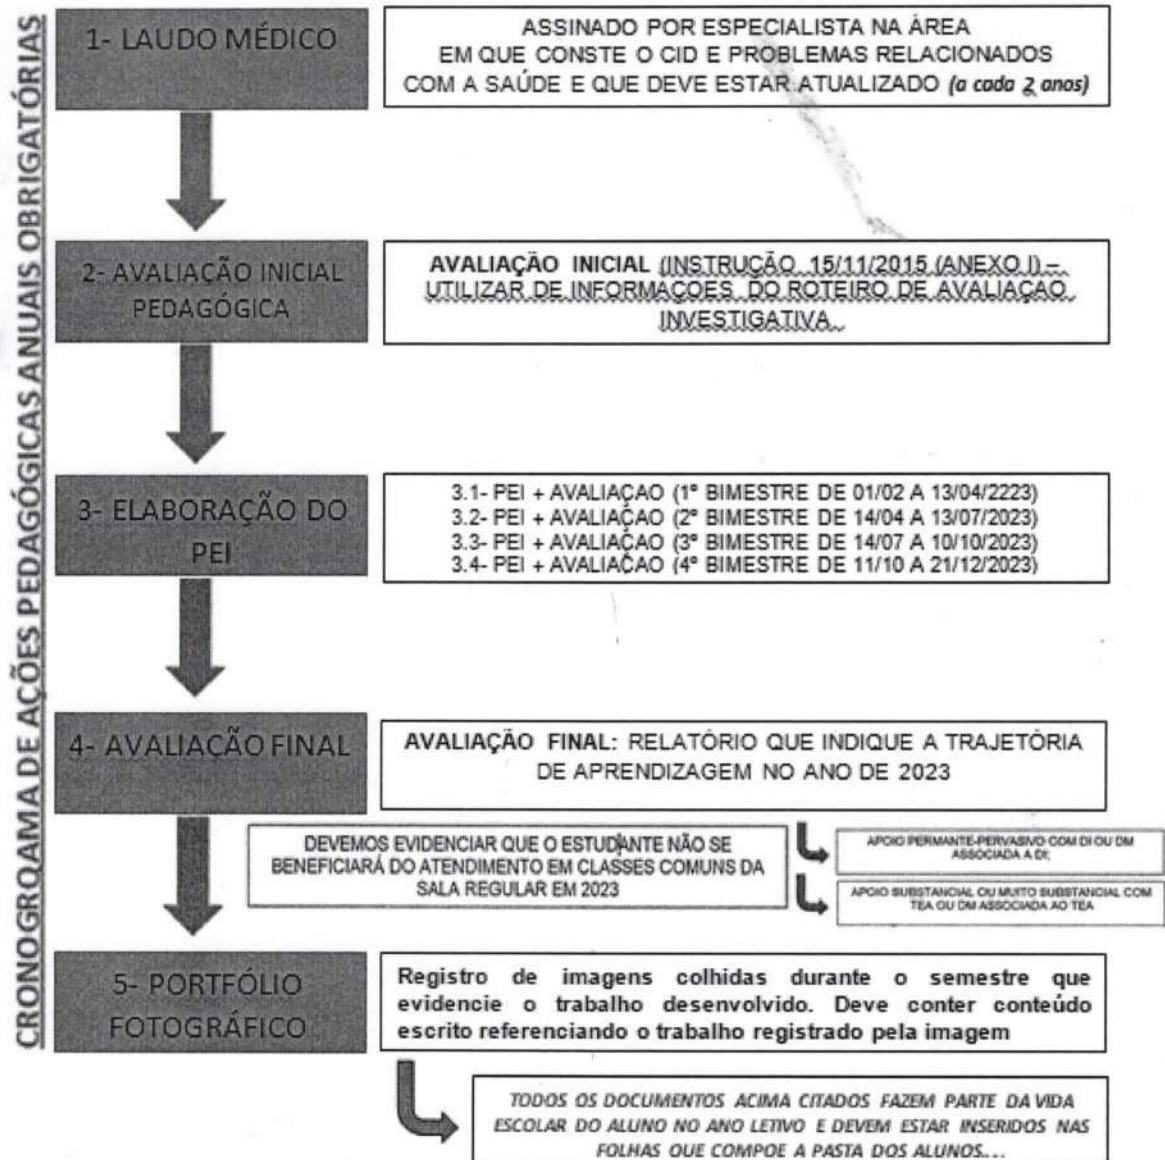 CRONOGRQAMA DE AÇÕES PEDAGÓGICAS ANUAIS OBRIGATÓRIAS
1- LAUDO MÉDICO
ASSINADO POR ESPECIALISTA NA ÁREA
EM QUE CONSTE O CID E PROBLEMAS RELACIONADOS
COM A SAÚDE E QUE DEVE ESTAR ATUALIZADO (a cada 2 anos)
2- AVALIAÇÃO INICIAL
PEDAGÓGICA
AVALIAÇÃO INICIAL (INSTRUÇÃO 15/11/2015 (ANEXO I) –
UTILIZAR DE INFORMAÇOES DO ROTEIRO DE AVALIAÇAO
INVESTIGATIVA
3- ELABORAÇÃO DO
PEI
3.1- PEI + AVALIAÇAO (1º BIMESTRE DE 01/02 A 13/04/2223)
3.2- PEI + AVALIAÇAO (2º BIMESTRE DE 14/04 A 13/07/2023)
3.3- PEI + AVALIAÇAO (3º BIMESTRE DE 14/07 A 10/10/2023)
3.4- PEI + AVALIAÇAO (4º BIMESTRE DE 11/10 A 21/12/2023)
4- AVALIAÇÃO FINAL
AVALIAÇÃO FINAL: RELATÓRIO QUE INDIQUE A TRAJETÓRIA
DE APRENDIZAGEM NO ANO DE 2023
DEVEMOS EVIDENCIAR QUE O ESTUDANTE NÃO SE
BENEFICIARÁ DO ATENDIMENTO EM CLASSES COMUNS DA
SALA REGULAR EM 2023
APOIO PERMANTE-PERVASIVO COM DI OU DM
ASSOCIADA A DI;
APOIO SUBSTANCIAL OU MUITO SUBSTANCIAL COM
TEA OU DM ASSOCIADA AO TEA
5- PORTFÓLIO
FOTOGRÁFICO
Registro de imagens colhidas durante o semestre que
evidencie o trabalho desenvolvido. Deve conter conteúdo
escrito referenciando o trabalho registrado pela imagem
TODOS OS DOCUMENTOS ACIMA CITADOS FAZEM PARTE DA VIDA
ESCOLAR DO ALUNO NO ANO LETIVO E DEVEM ESTAR INSERIDOS NAS
FOLHAS QUE COMPOE A PASTA DOS ALUNOS....